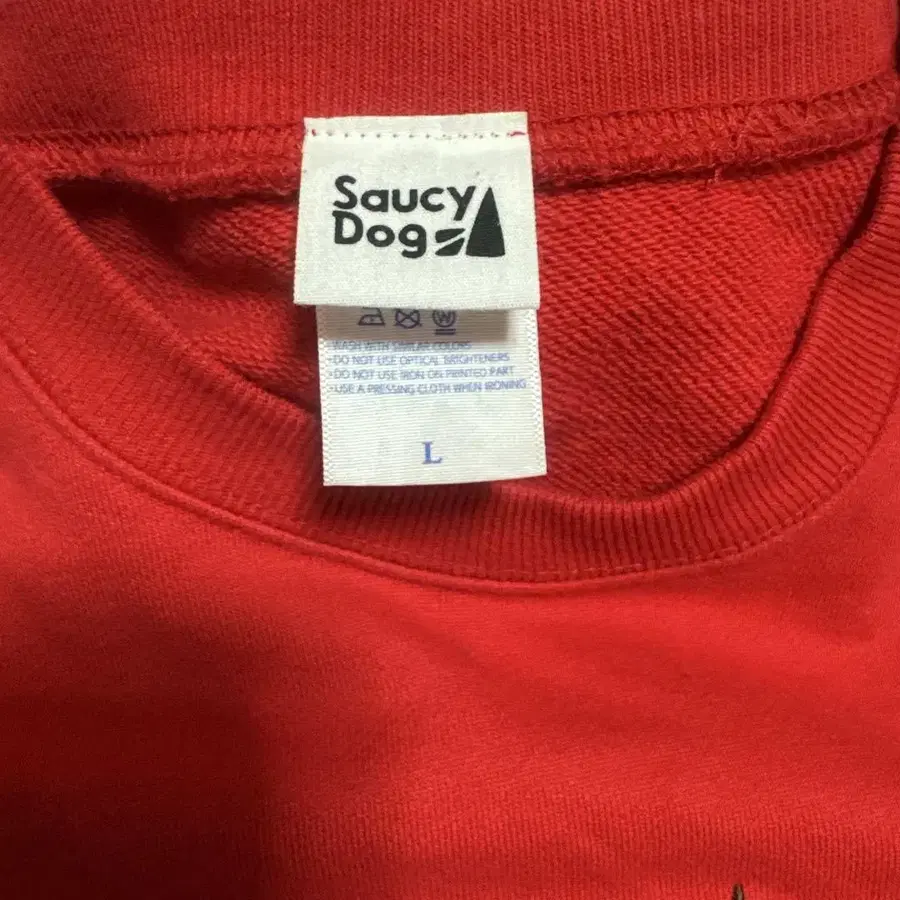 Saucy
Dog
W
·WASH WITH SIMILAR COLORS
·DO NOT USE OPTICAL BRIGHTENERS
·DO NOT USE IRON ON PRINTED PART
·USE A PRESSING CLOTH WHEN IRONING
L